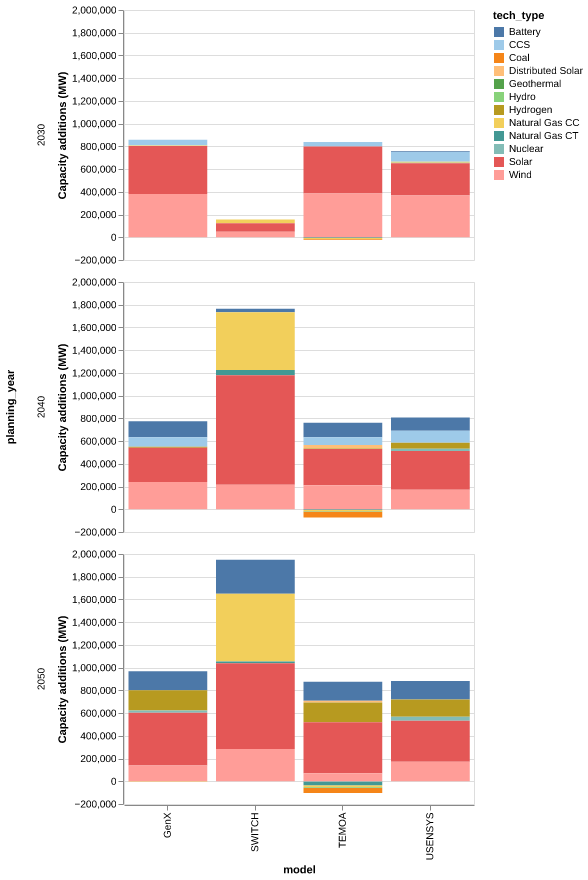 tech_type
Battery
CCS
Coal
Distributed Solar
Geothermal
Hydro
Hydrogen
Natural Gas CC
Natural Gas CT
Nuclear
Solar
Wind
planning_year
2030
Capacity additions (MW)
2,000,000
1,800,000
1,600,000
1,400,000
1,200,000
1,000,000
800,000
600,000
400,000
200,000
0
−200,000
2040
Capacity additions (MW)
2,000,000
1,800,000
1,600,000
1,400,000
1,200,000
1,000,000
800,000
600,000
400,000
200,000
0
−200,000
2050
Capacity additions (MW)
2,000,000
1,800,000
1,600,000
1,400,000
1,200,000
1,000,000
800,000
600,000
400,000
200,000
0
−200,000
GenX
SWITCH
TEMOA
USENSYS
model